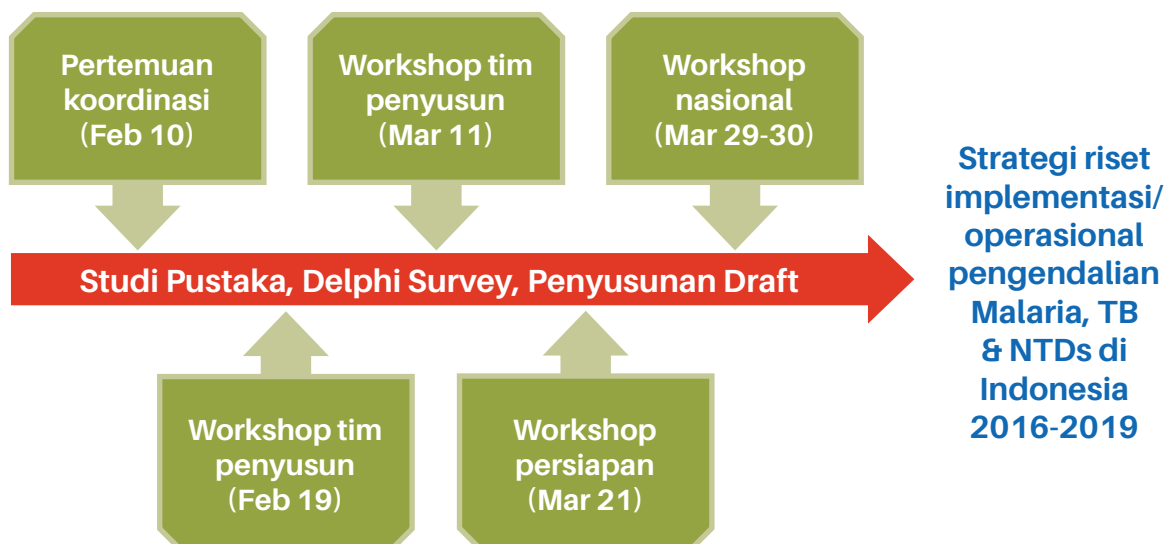 Pertemuan
koordinasi
(Feb 10)
Workshop tim
penyusun
(Mar 11)
Workshop
nasional
(Mar 29-30)
Studi Pustaka, Delphi Survey, Penyusunan Draft
Workshop tim
penyusun
(Feb 19)
Workshop
persiapan
(Mar 21)
Strategi riset
implementasi/
operasional
pengendalian
Malaria, TB
& NTDs di
Indonesia
2016-2019